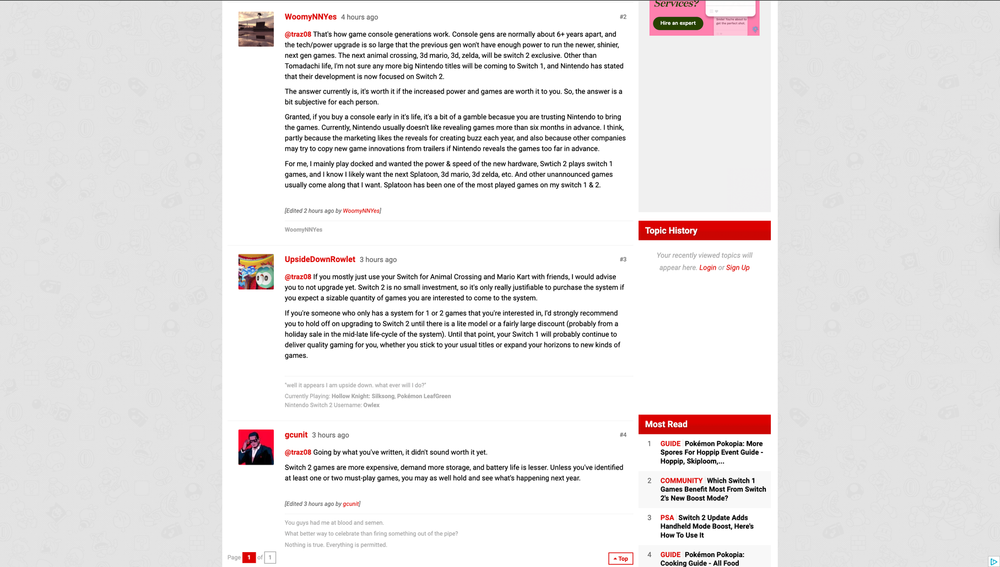 Services?
Hire an expert
Smile! You're about to
get the perfect shot.
WoomyNNYes 4 hours ago #2
@traz08 That's how game console generations work. Console gens are normally about 6+ years apart, and
the tech/power upgrade is so large that the previous gen won't have enough power to run the newer, shinier,
next gen games. The next animal crossing, 3d mario, 3d, zelda, will be switch 2 exclusive. Other than
Tomadachi life, I'm not sure any more big Nintendo titles will be coming to Switch 1, and Nintendo has stated
that their development is now focused on Switch 2.
The answer currently is, it's worth it if the increased power and games are worth it to you. So, the answer is a
bit subjective for each person.
Granted, if you buy a console early in it's life, it's a bit of a gamble becasue you are trusting Nintendo to bring
the games. Currently, Nintendo usually doesn't like revealing games more than six months in advance. I think,
partly because the marketing likes the reveals for creating buzz each year, and also because other companies
may try to copy new game innovations from trailers if Nintendo reveals the games too far in advance.
For me, I mainly play docked and wanted the power & speed of the new hardware, Swtich 2 plays switch 1
games, and I know I likely want the next Splatoon, 3d mario, 3d zelda, etc. And other unannounced games
usually come along that I want. Splatoon has been one of the most played games on my switch 1 & 2.
[Edited 2 hours ago by WoomyNNYes]
WoomyNNYes
UpsideDownRowlet 3 hours ago #3
@traz08 If you mostly just use your Switch for Animal Crossing and Mario Kart with friends, I would advise
you to not upgrade yet. Switch 2 is no small investment, so it's only really justifiable to purchase the system if
you expect a sizable quantity of games you are interested to come to the system.
If you're someone who only has a system for 1 or 2 games that you're interested in, I'd strongly recommend
you to hold off on upgrading to Switch 2 until there is a lite model or a fairly large discount (probably from a
holiday sale in the mid-late life-cycle of the system). Until that point, your Switch 1 will probably continue to
deliver quality gaming for you, whether you stick to your usual titles or expand your horizons to new kinds of
games.
"well it appears I am upside down. what ever will I do?"
Currently Playing: Hollow Knight: Silksong, Pokémon LeafGreen
Nintendo Switch 2 Username: Owlex
gcunit 3 hours ago #4
@traz08 Going by what you've written, it didn't sound worth it yet.
Switch 2 games are more expensive, demand more storage, and battery life is lesser. Unless you've identified
at least one or two must-play games, you may as well hold and see what's happening next year.
[Edited 3 hours ago by gcunit]
You guys had me at blood and semen.
What better way to celebrate than firing something out of the pipe?
Nothing is true. Everything is permitted.
Page 1 of 1
Top
Topic History
Your recently viewed topics will
appear here. Login or Sign Up
Most Read
1 GUIDE Pokémon Pokopia: More
Spores For Hoppip Event Guide -
Hoppip, Skiploom,...
2 COMMUNITY Which Switch 1
Games Benefit Most From Switch
2's New Boost Mode?
3 PSA Switch 2 Update Adds
Handheld Mode Boost, Here's
How To Use It
4 GUIDE Pokémon Pokopia:
Cooking Guide - All Food